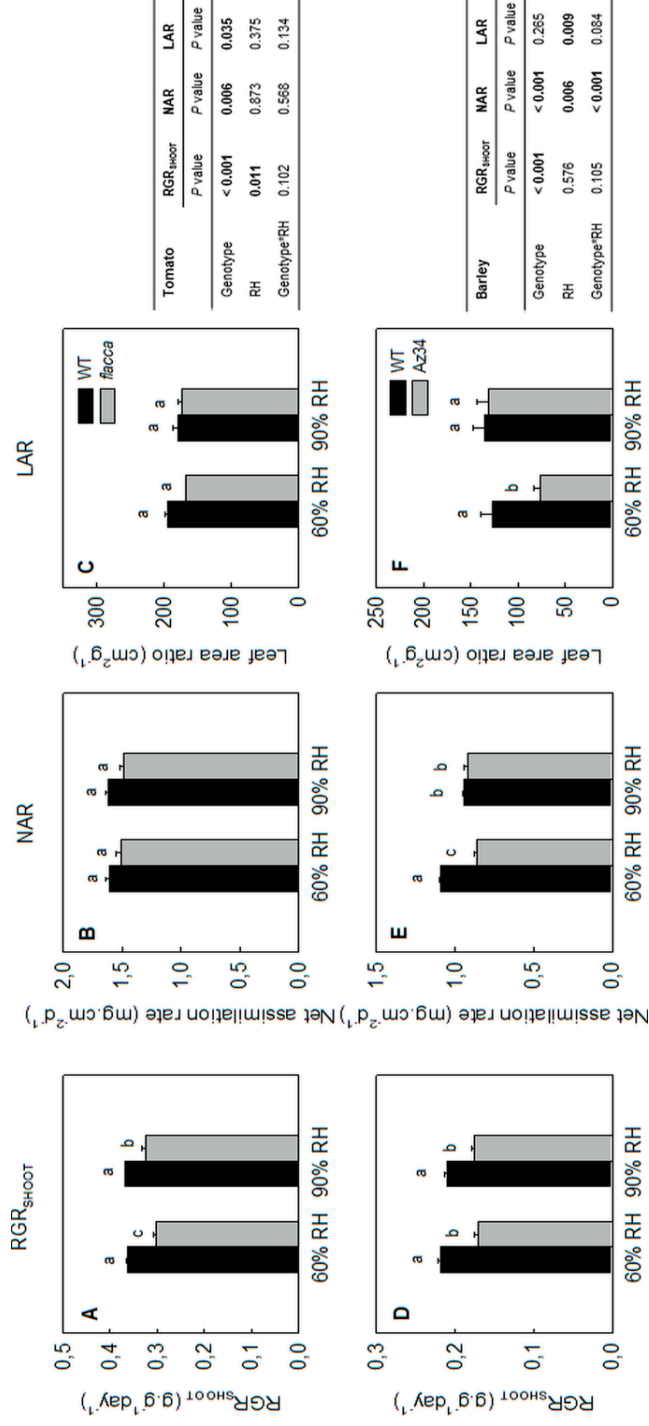 RGR_SHOOT
NAR
LAR
RGR_SHOOT (g.g⁻¹day⁻¹)
0,5
0,4
0,3
0,2
0,1
0,0
A
a
c
a
b
60% RH
90% RH
Net assimilation rate (mg.cm⁻²d⁻¹)
2,0
1,5
1,0
0,5
0,0
B
a
a
a
a
60% RH
90% RH
Leaf area ratio (cm²g⁻¹)
300
200
100
0
C
WT
flacca
a
a
a
a
60% RH
90% RH
Tomato RGR_SHOOT NAR LAR
P value P value P value
Genotype < 0.001 0.006 0.035
RH 0.011 0.873 0.375
Genotype*RH 0.102 0.568 0.134
RGR_SHOOT (g.g⁻¹day⁻¹)
0,3
0,2
0,1
0,0
D
a
b
a
b
60% RH
90% RH
Net assimilation rate (mg.cm⁻²d⁻¹)
1,5
1,0
0,5
0,0
E
a
c
b
b
60% RH
90% RH
Leaf area ratio (cm²g⁻¹)
250
200
150
100
50
0
F
WT
Az34
a
b
a
a
60% RH
90% RH
Barley RGR_SHOOT NAR LAR
P value P value P value
Genotype < 0.001 < 0.001 0.265
RH 0.576 0.006 0.009
Genotype*RH 0.105 < 0.001 0.084